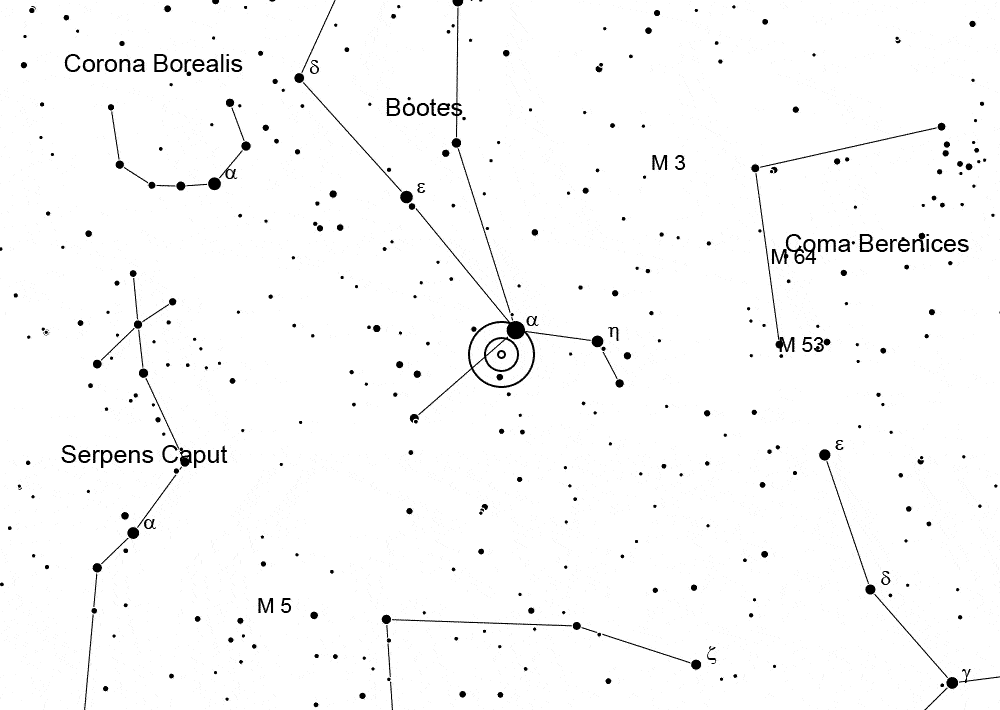 δ
Corona Borealis
Bootes
M 3
α
ε
Coma Berenices
M 64
α
η
M 53
ε
Serpens Caput
α
δ
M 5
ζ
γ